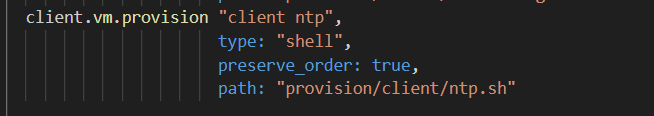 client.vm.provision "client ntp",
type: "shell",
preserve_order: true,
path: "provision/client/ntp.sh"